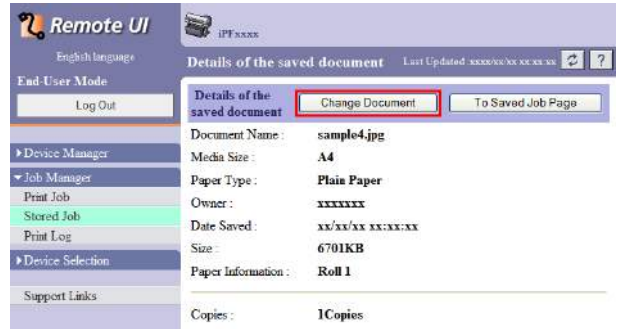 Remote UI
iPFxxxx
English language
Details of the saved document Last Updated xxxx/xx/xx xx:xx:xx ?
End-User Mode
Log Out
Details of the saved document
Change Document
To Saved Job Page
Document Name : sample4.jpg
Media Size : A4
Paper Type : Plain Paper
Owner : xxxxxxx
Date Saved : xx/xx/xx xx:xx:xx
Size : 6701KB
Paper Information : Roll 1
Copies : 1Copies
Device Manager
Job Manager
Print Job
Stored Job
Print Log
Device Selection
Support Links